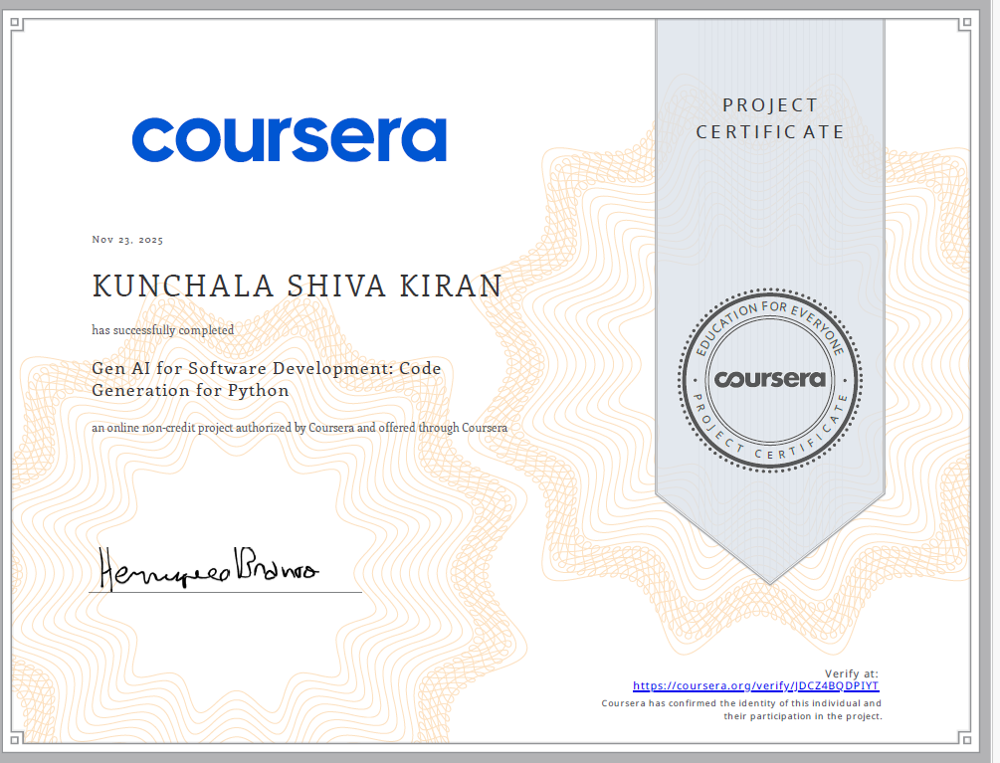 coursera
PROJECT
CERTIFICATE
Nov 23, 2025
KUNCHALA SHIVA KIRAN
has successfully completed
Gen AI for Software Development: Code
Generation for Python
an online non-credit project authorized by Coursera and offered through Coursera
EDUCATION FOR EVERYONE
coursera
PROJECT CERTIFICATE
Verify at:
https://coursera.org/verify/JDCZ4BQDPIYT
Coursera has confirmed the identity of this individual and
their participation in the project.